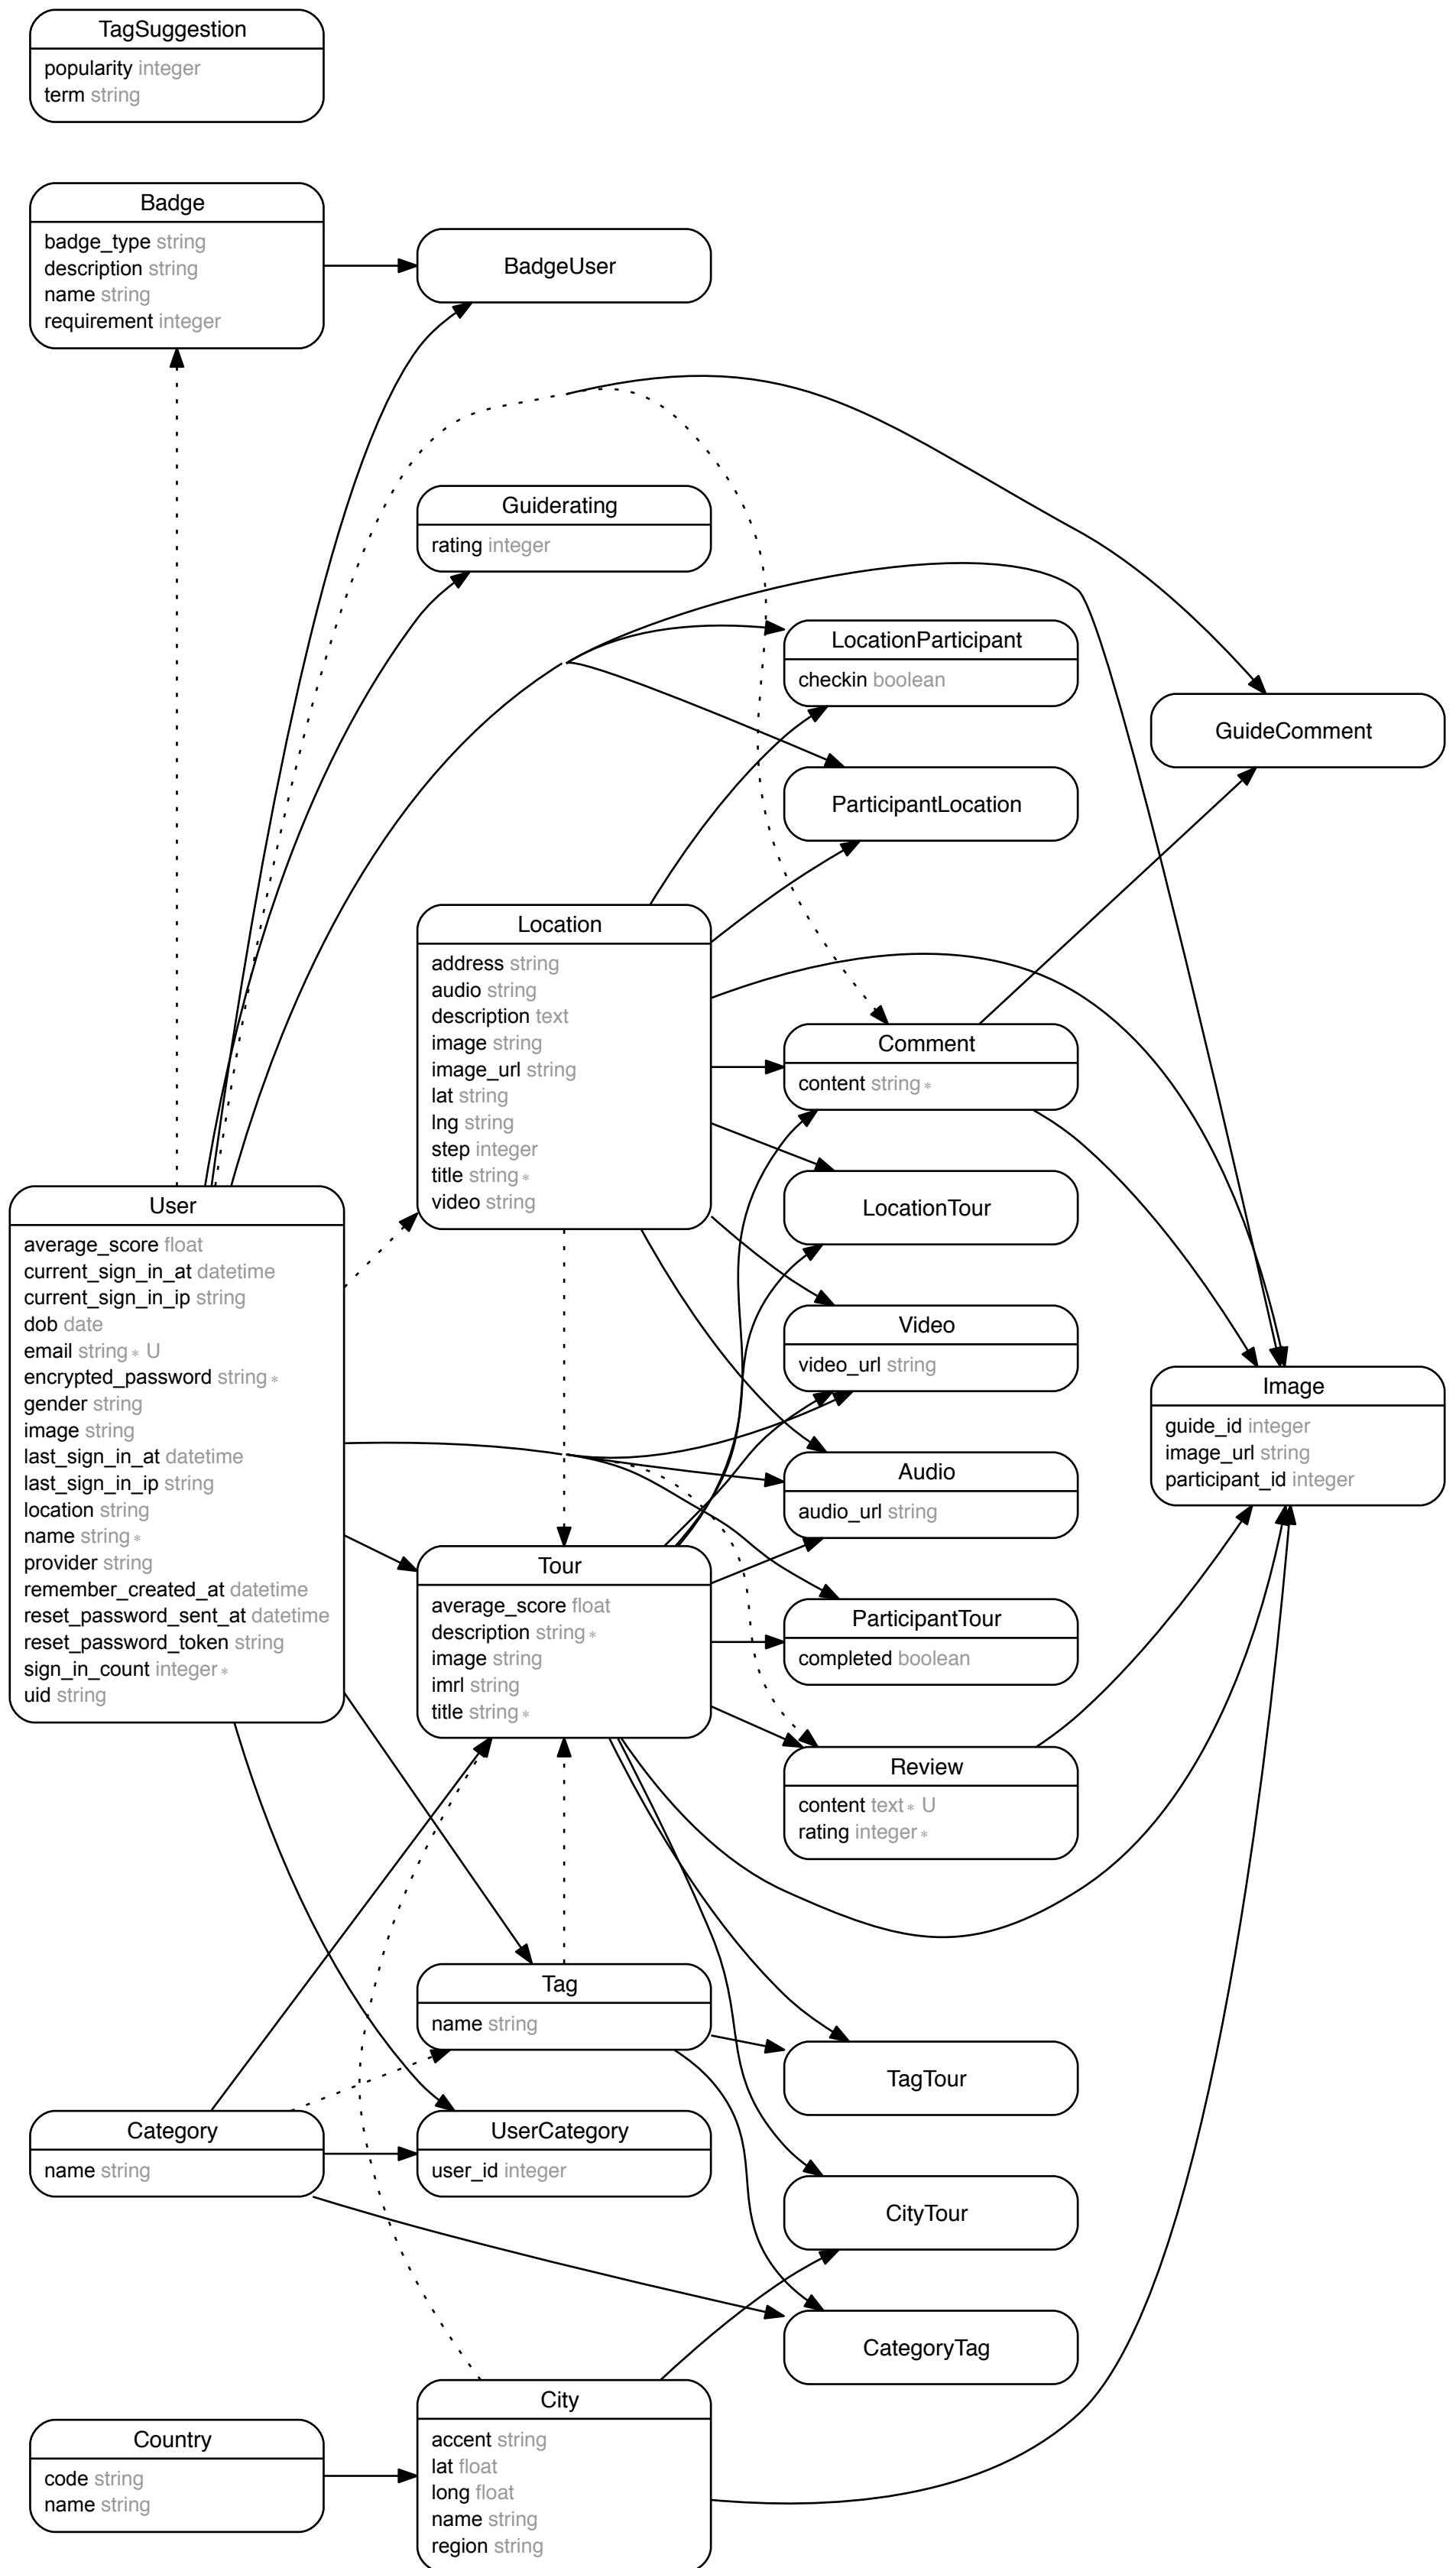 TagSuggestion
popularity integer
term string
Badge
badge_type string
description string
name string
requirement integer
BadgeUser
Guiderating
rating integer
LocationParticipant
checkin boolean
GuideComment
ParticipantLocation
Location
address string
audio string
description text
image string
image_url string
lat string
lng string
step integer
title string *
video string
Comment
content string *
LocationTour
User
average_score float
current_sign_in_at datetime
current_sign_in_ip string
dob date
email string * U
encrypted_password string *
gender string
image string
last_sign_in_at datetime
last_sign_in_ip string
location string
name string *
provider string
remember_created_at datetime
reset_password_sent_at datetime
reset_password_token string
sign_in_count integer *
uid string
Video
video_url string
Image
guide_id integer
image_url string
participant_id integer
Audio
audio_url string
Tour
average_score float
description string *
image string
imrl string
title string *
ParticipantTour
completed boolean
Review
content text * U
rating integer *
Tag
name string
TagTour
Category
name string
UserCategory
user_id integer
CityTour
CategoryTag
Country
code string
name string
City
accent string
lat float
long float
name string
region string